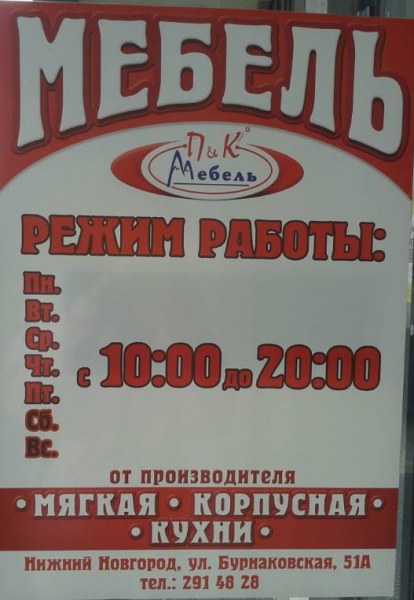 МЕБЕЛЬ
П&К°
Мебель
РЕЖИМ РАБОТЫ:
Пн.
Вт.
Ср.
Чт.
Пт.
Сб.
Вс.
с 10:00 до 20:00
от производителя
• МЯГКАЯ • КОРПУСНАЯ •
• КУХНИ •
Нижний Новгород, ул. Бурнаковская, 51А
тел.: 291 48 28